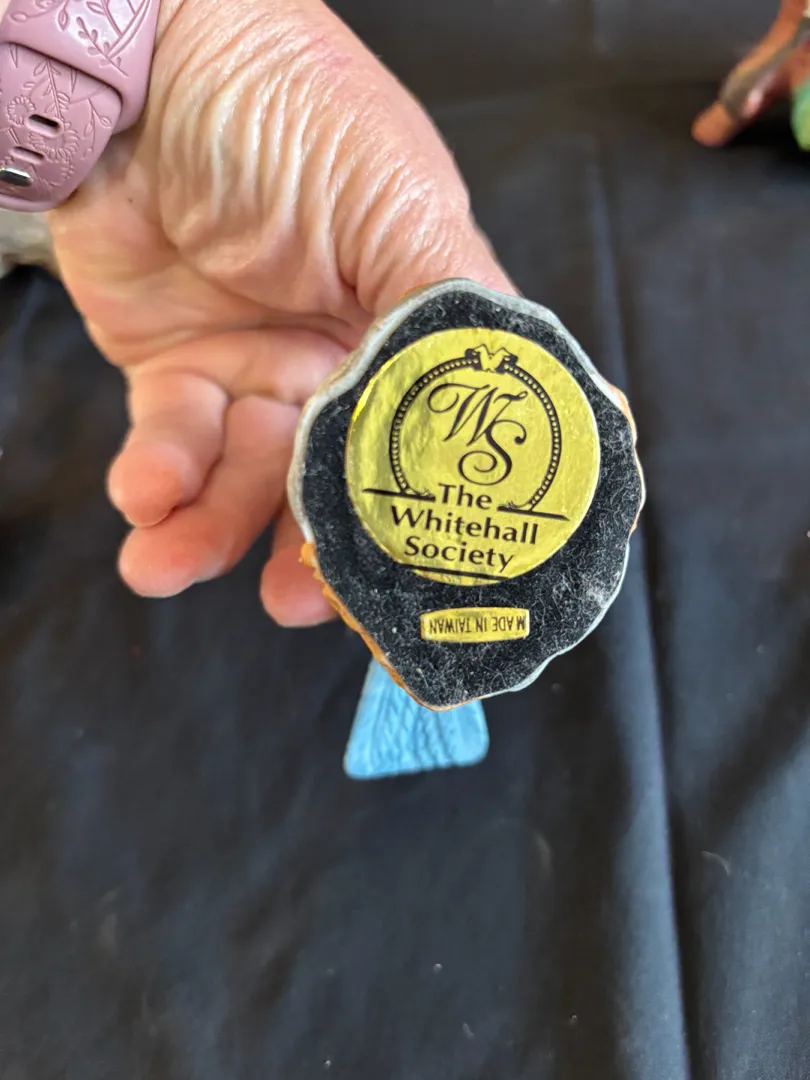 WS
The
Whitehall
Society
MADE IN TAIWAN